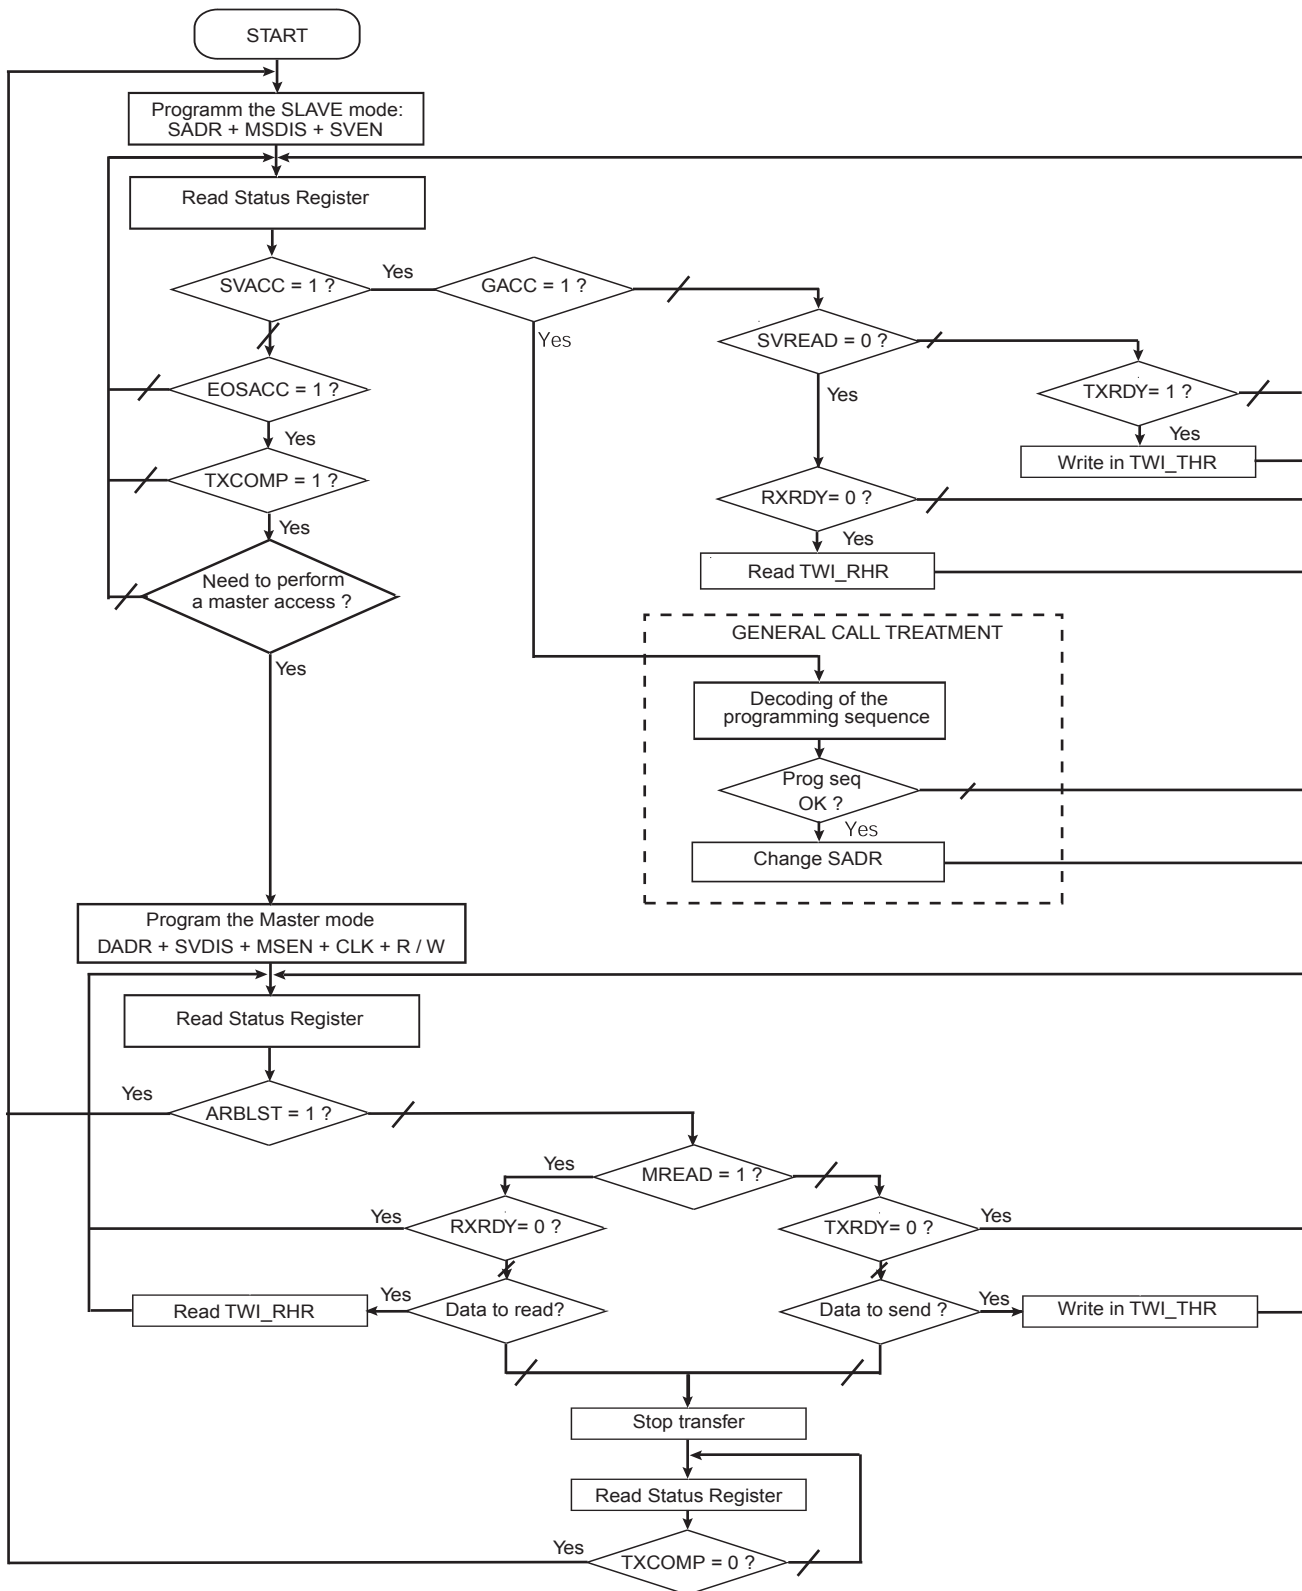 START
Programm the SLAVE mode:
SADR + MSDIS + SVEN
Read Status Register
SVACC = 1 ?
Yes
GACC = 1 ?
SVREAD = 0 ?
Yes
EOSACC = 1 ?
Yes
TXRDY= 1 ?
Yes
Yes
Write in TWI_THR
TXCOMP = 1 ?
RXRDY= 0 ?
Yes
Yes
Read TWI_RHR
Need to perform
a master access ?
Yes
GENERAL CALL TREATMENT
Decoding of the
programming sequence
Prog seq
OK ?
Yes
Change SADR
Program the Master mode
DADR + SVDIS + MSEN + CLK + R / W
Read Status Register
Yes
ARBLST = 1 ?
Yes
MREAD = 1 ?
Yes
RXRDY= 0 ?
TXRDY= 0 ?
Yes
Read TWI_RHR
Yes
Data to read?
Data to send ?
Yes
Write in TWI_THR
Stop transfer
Read Status Register
Yes
TXCOMP = 0 ?